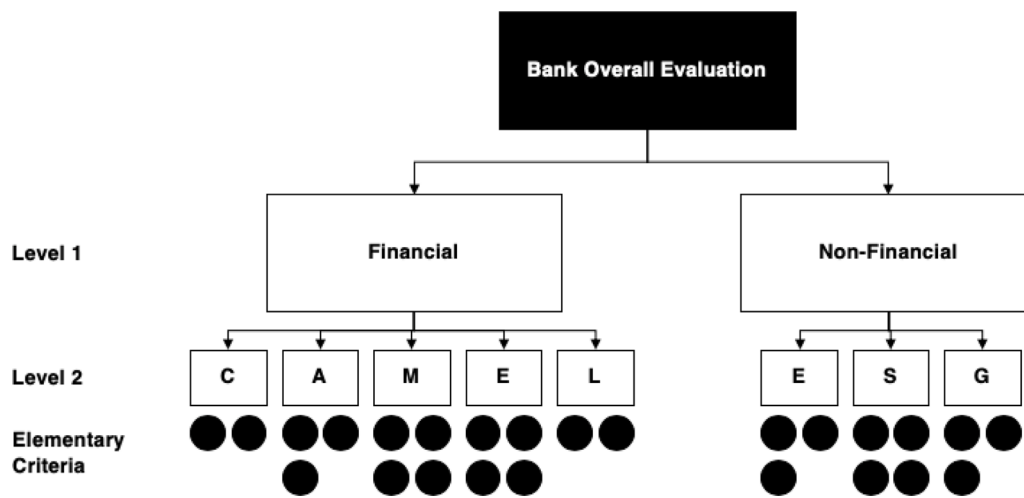 Bank Overall Evaluation
Level 1
Financial
Non-Financial
Level 2
C
A
M
E
L
E
S
G
Elementary
Criteria